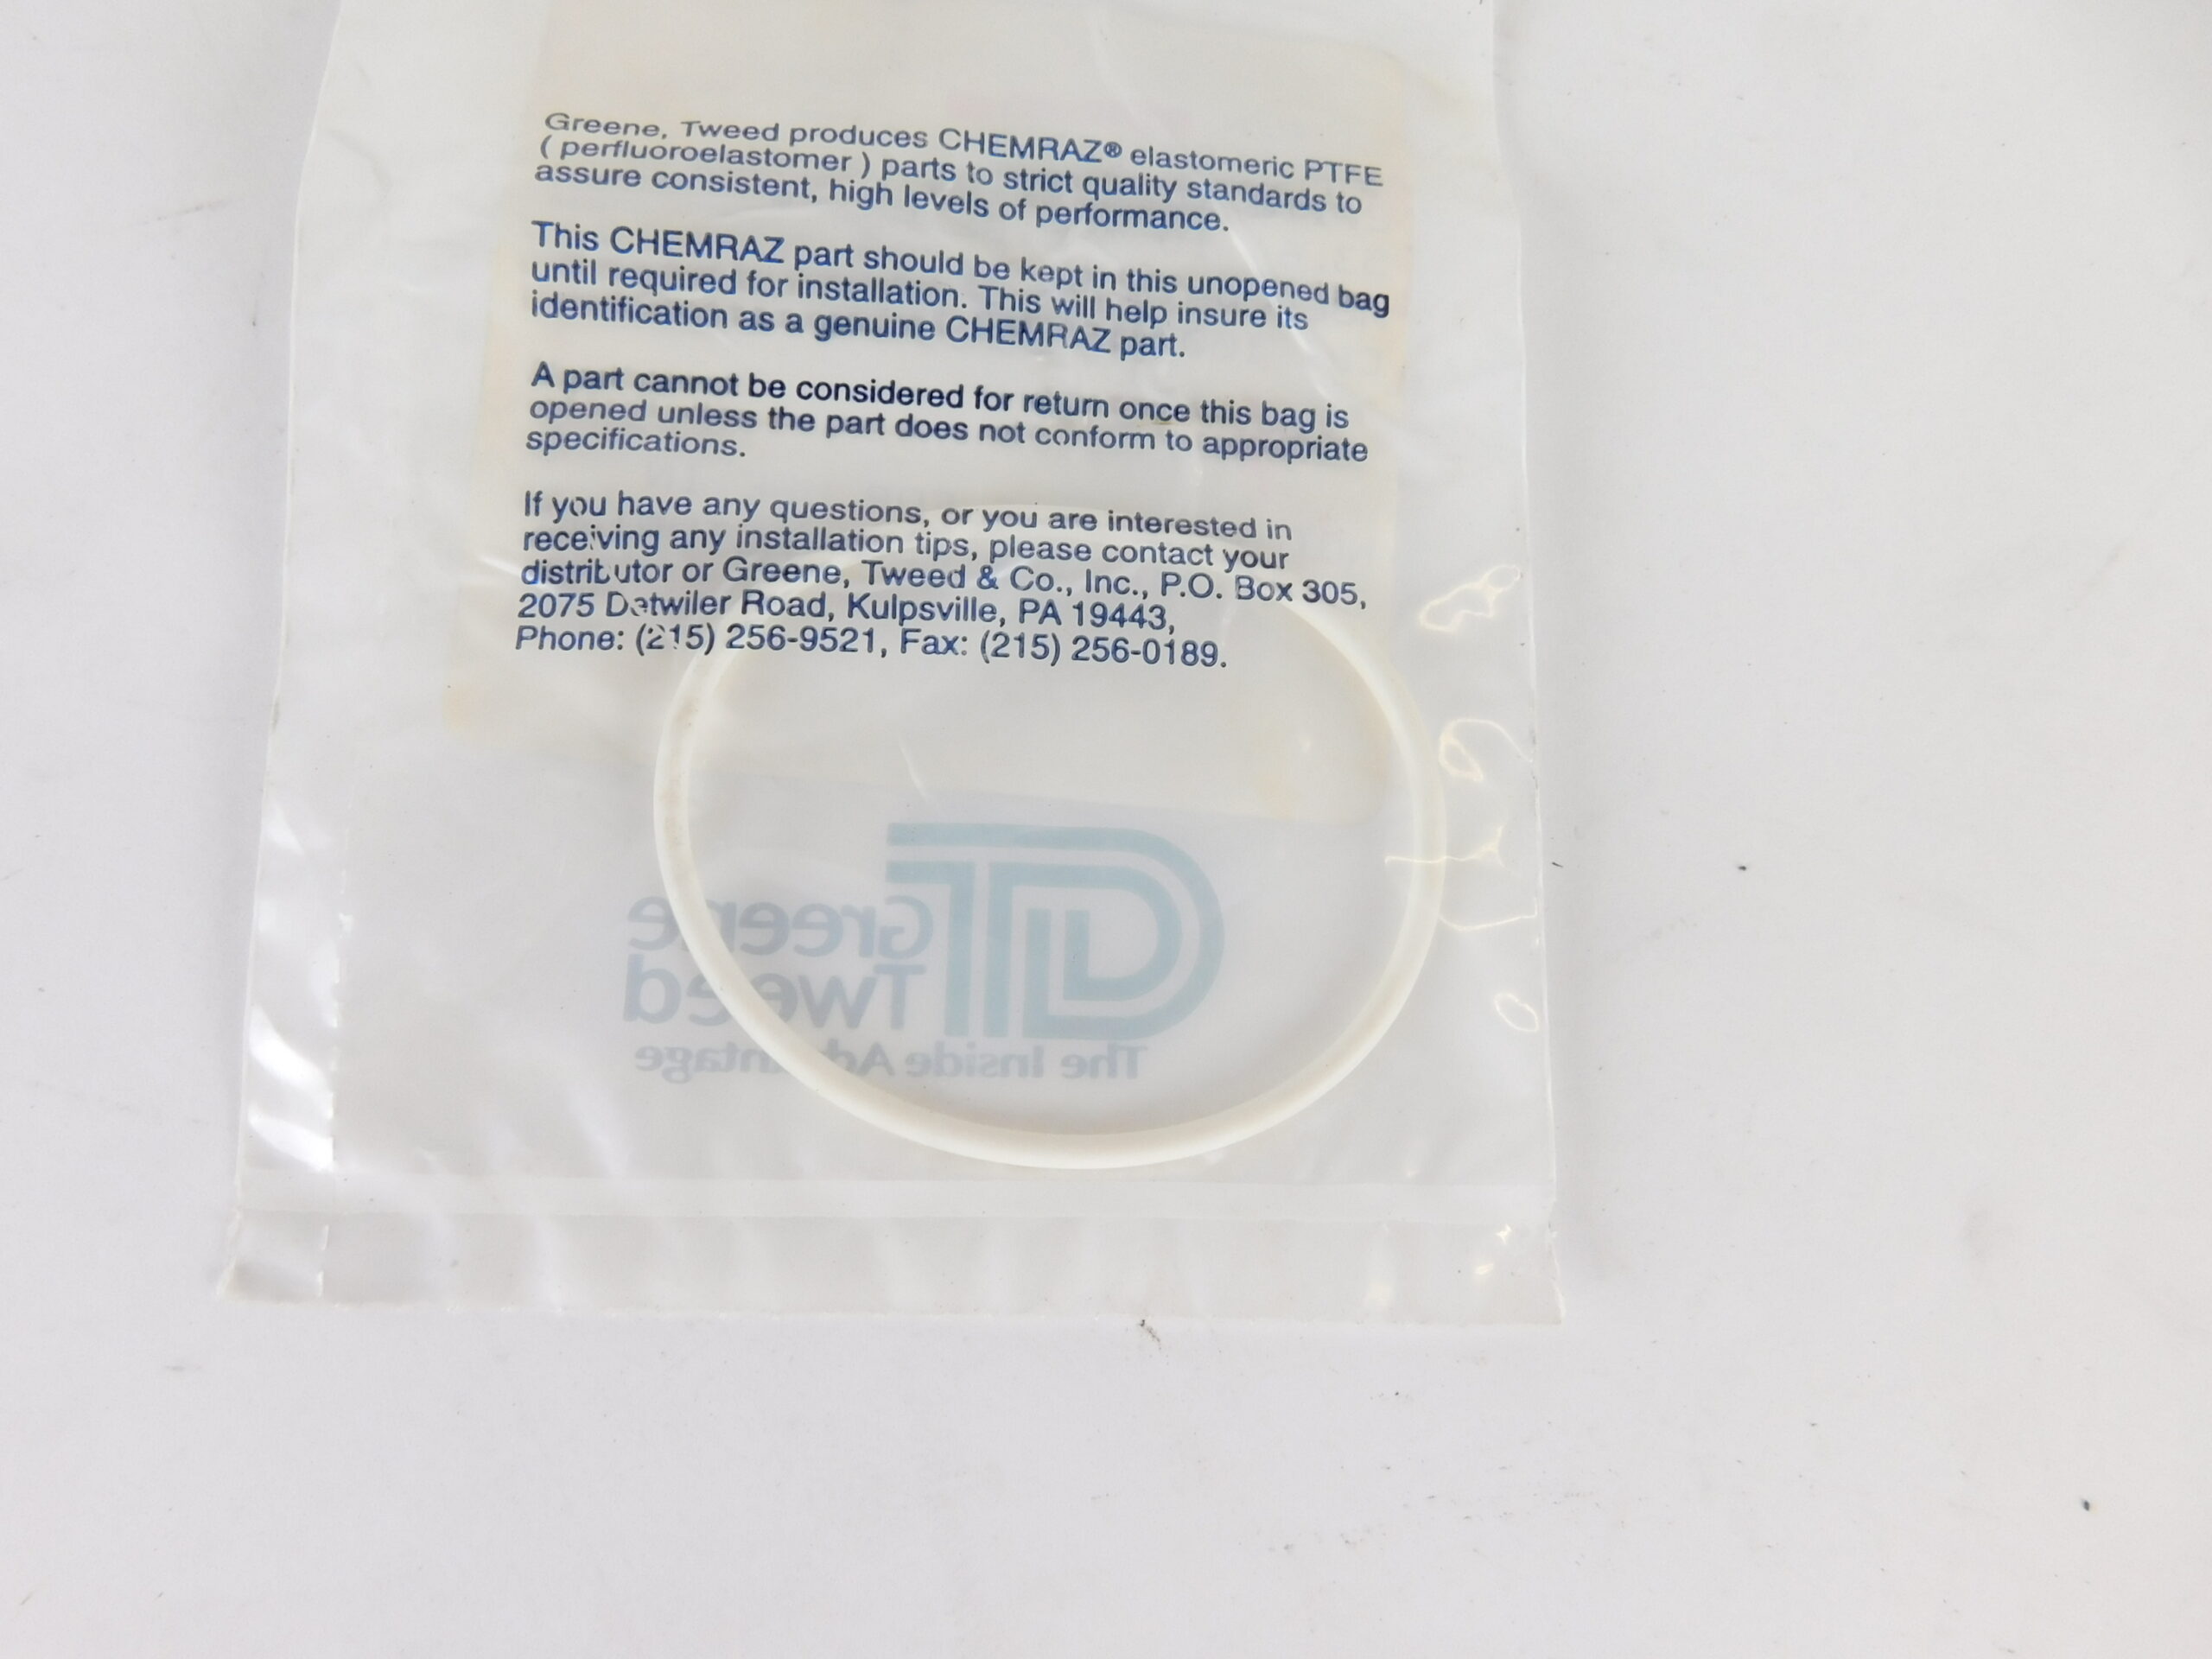 Greene, Tweed produces CHEMRAZ® elastomeric PTFE
( perfluoroelastomer ) parts to strict quality standards to
assure consistent, high levels of performance.
This CHEMRAZ part should be kept in this unopened bag
until required for installation. This will help insure its
identification as a genuine CHEMRAZ part.
A part cannot be considered for return once this bag is
opened unless the part does not conform to appropriate
specifications.
If you have any questions, or you are interested in
receiving any installation tips, please contact your
distributor or Greene, Tweed & Co., Inc., P.O. Box 305,
2075 Detwiler Road, Kulpsville, PA 19443,
Phone: (215) 256-9521, Fax: (215) 256-0189.
Greene
Tweed
The Inside Advantage